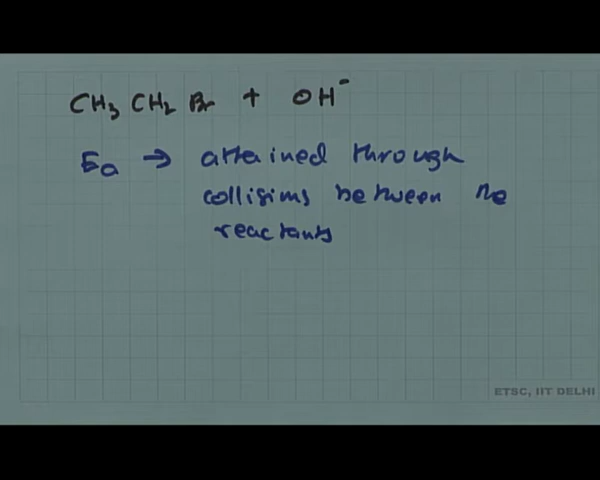 CH3 CH2 Br + OH-
Ea → attained through
collisions between the
reactants
ETSC, IIT DELHI